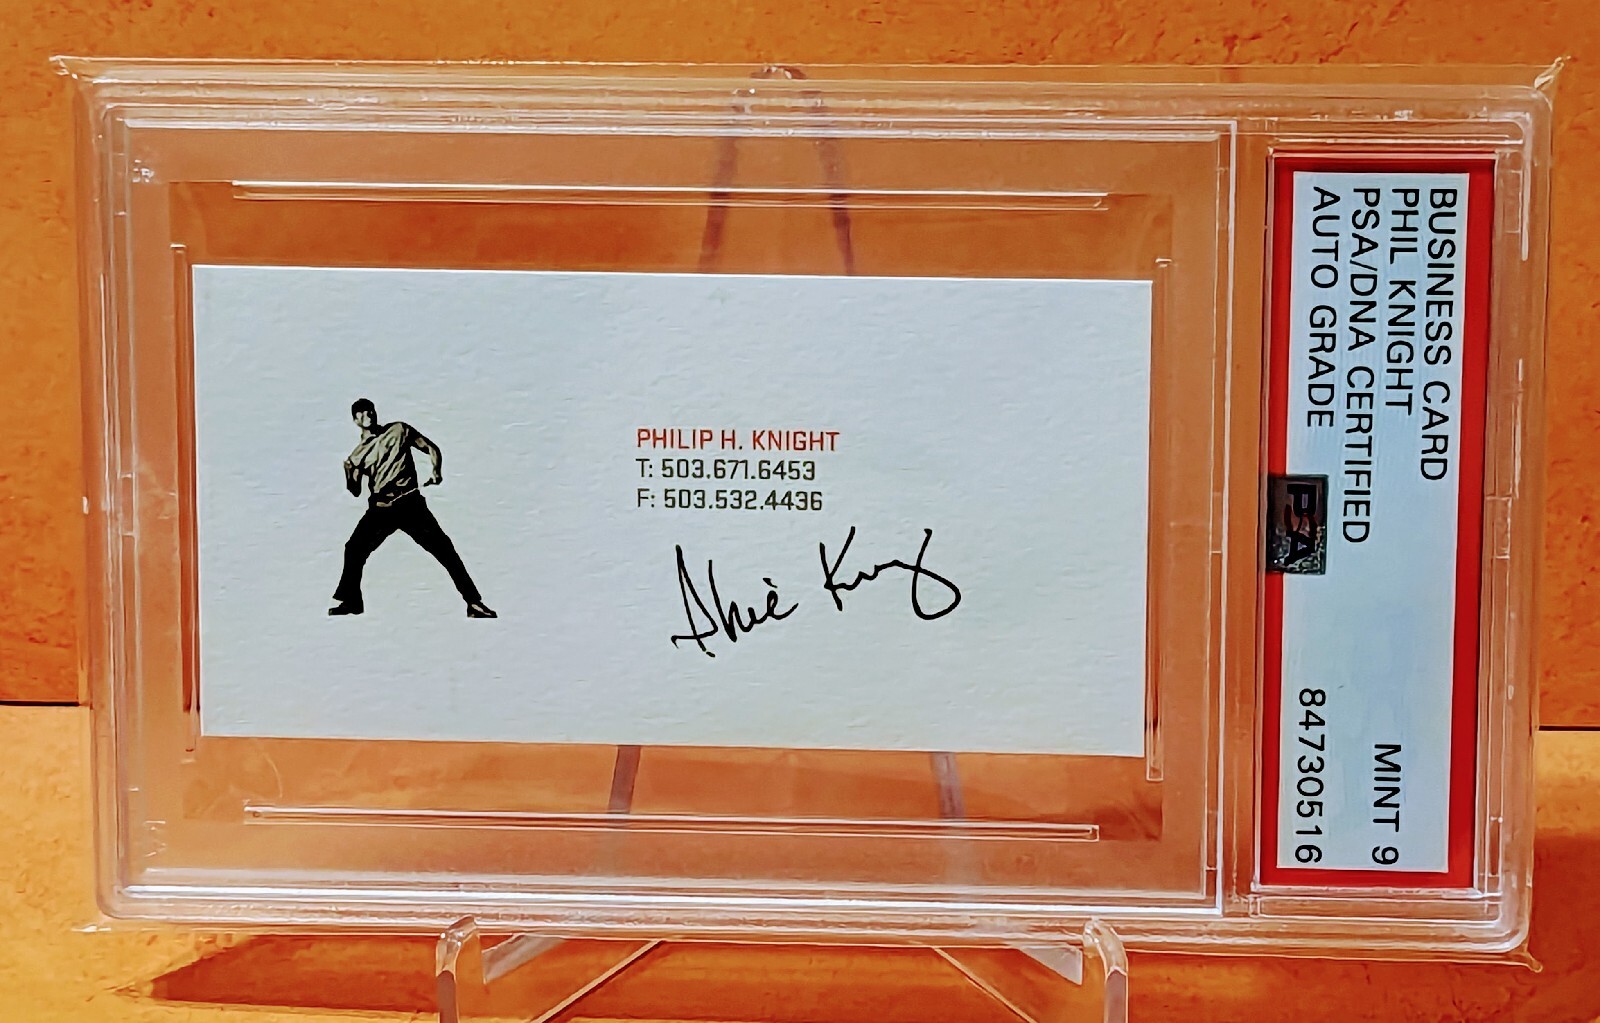 PHILIP H. KNIGHT
T: 503.671.6453
F: 503.532.4436
BUSINESS CARD
PHIL KNIGHT
PSA/DNA CERTIFIED MINT 9
AUTO GRADE 84730516
PSA